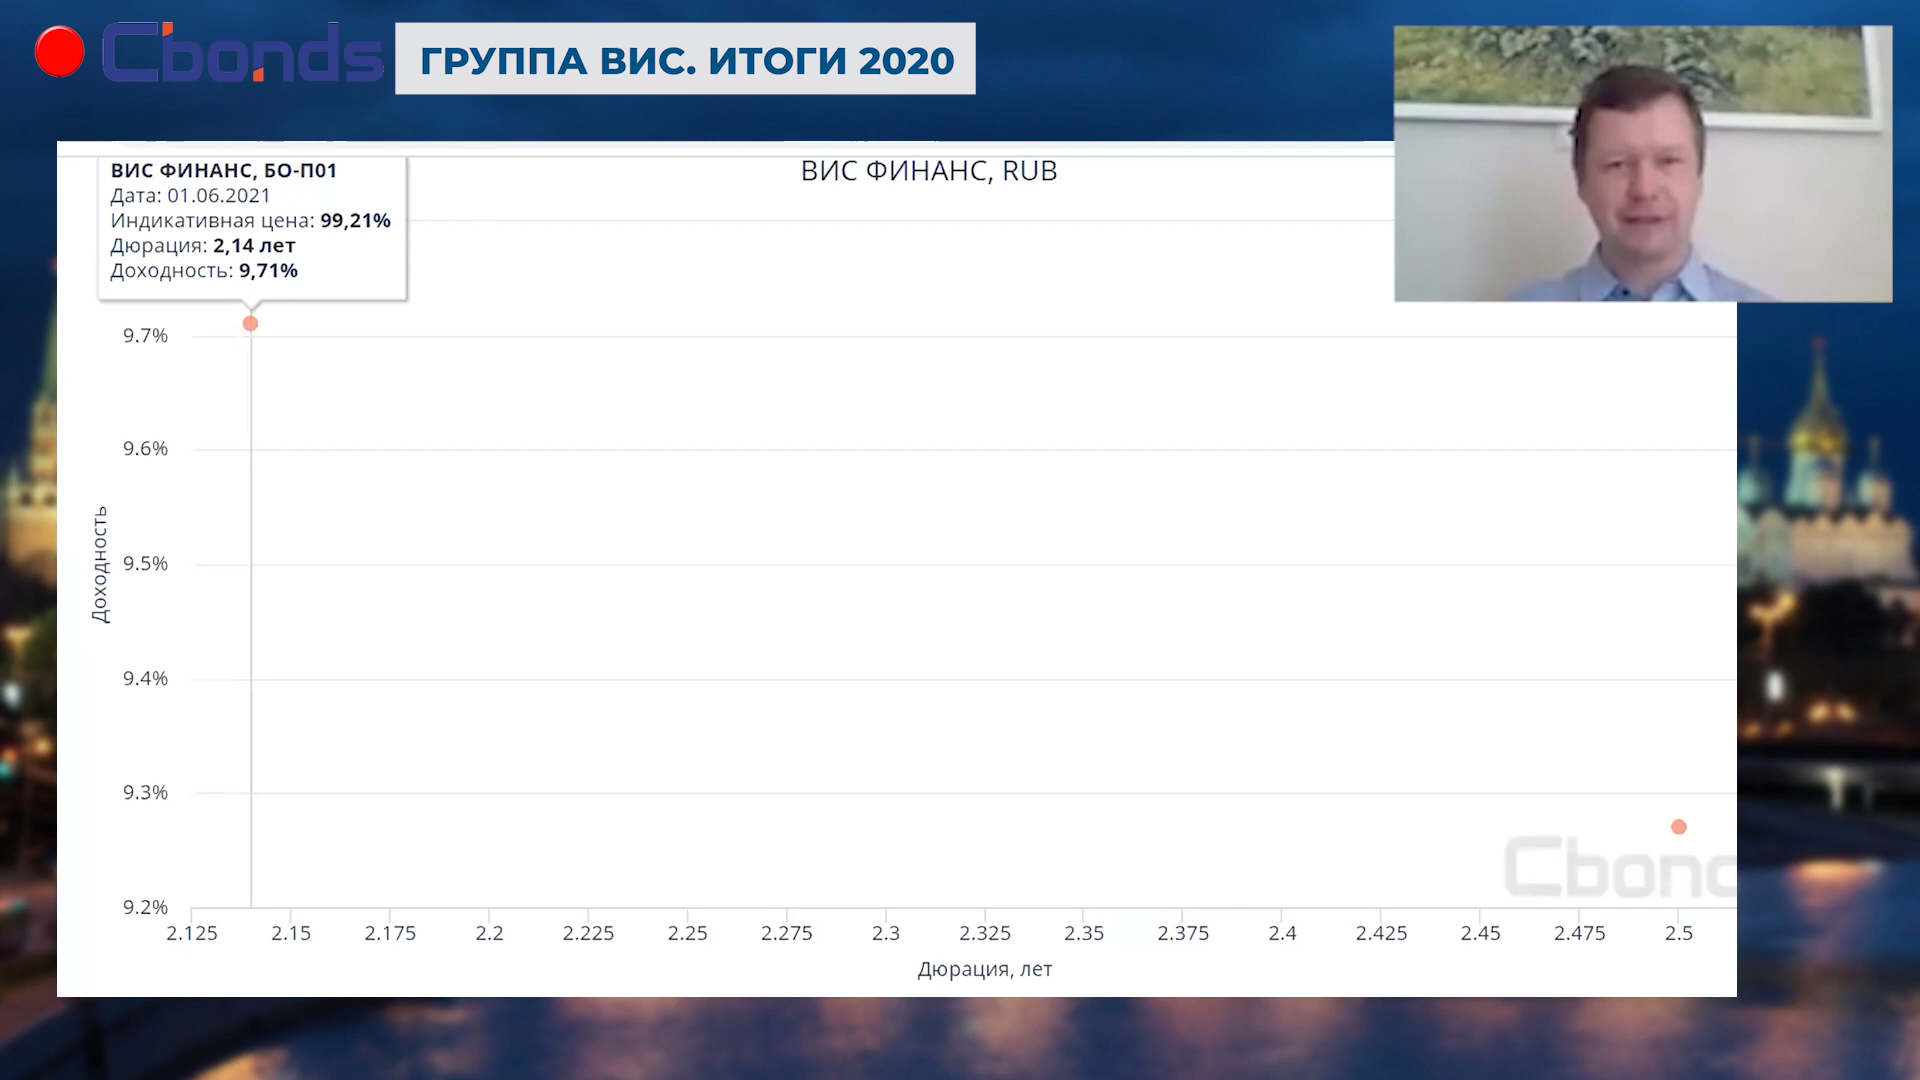 Cbonds
ГРУППА ВИС. ИТОГИ 2020
ВИС ФИНАНС, RUB
ВИС ФИНАНС, БО-П01
Дата: 01.06.2021
Индикативная цена: 99,21%
Дюрация: 2,14 лет
Доходность: 9,71%
9.7%
9.6%
9.5%
9.4%
9.3%
9.2%
Доходность
2.125 2.15 2.175 2.2 2.225 2.25 2.275 2.3 2.325 2.35 2.375 2.4 2.425 2.45 2.475 2.5
Дюрация, лет
Cbond